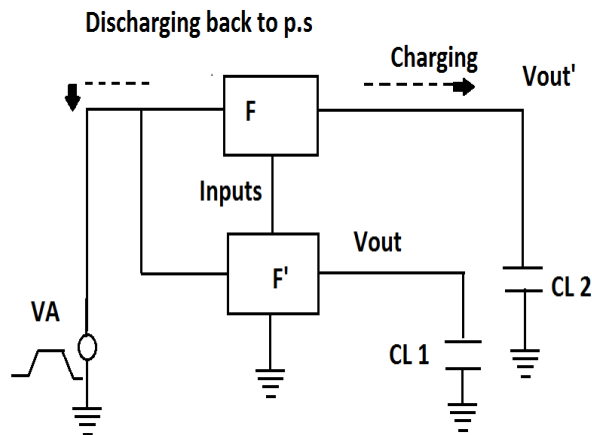 Discharging back to p.s
Charging
Vout'
F
Inputs
Vout
F'
CL 2
VA
CL 1